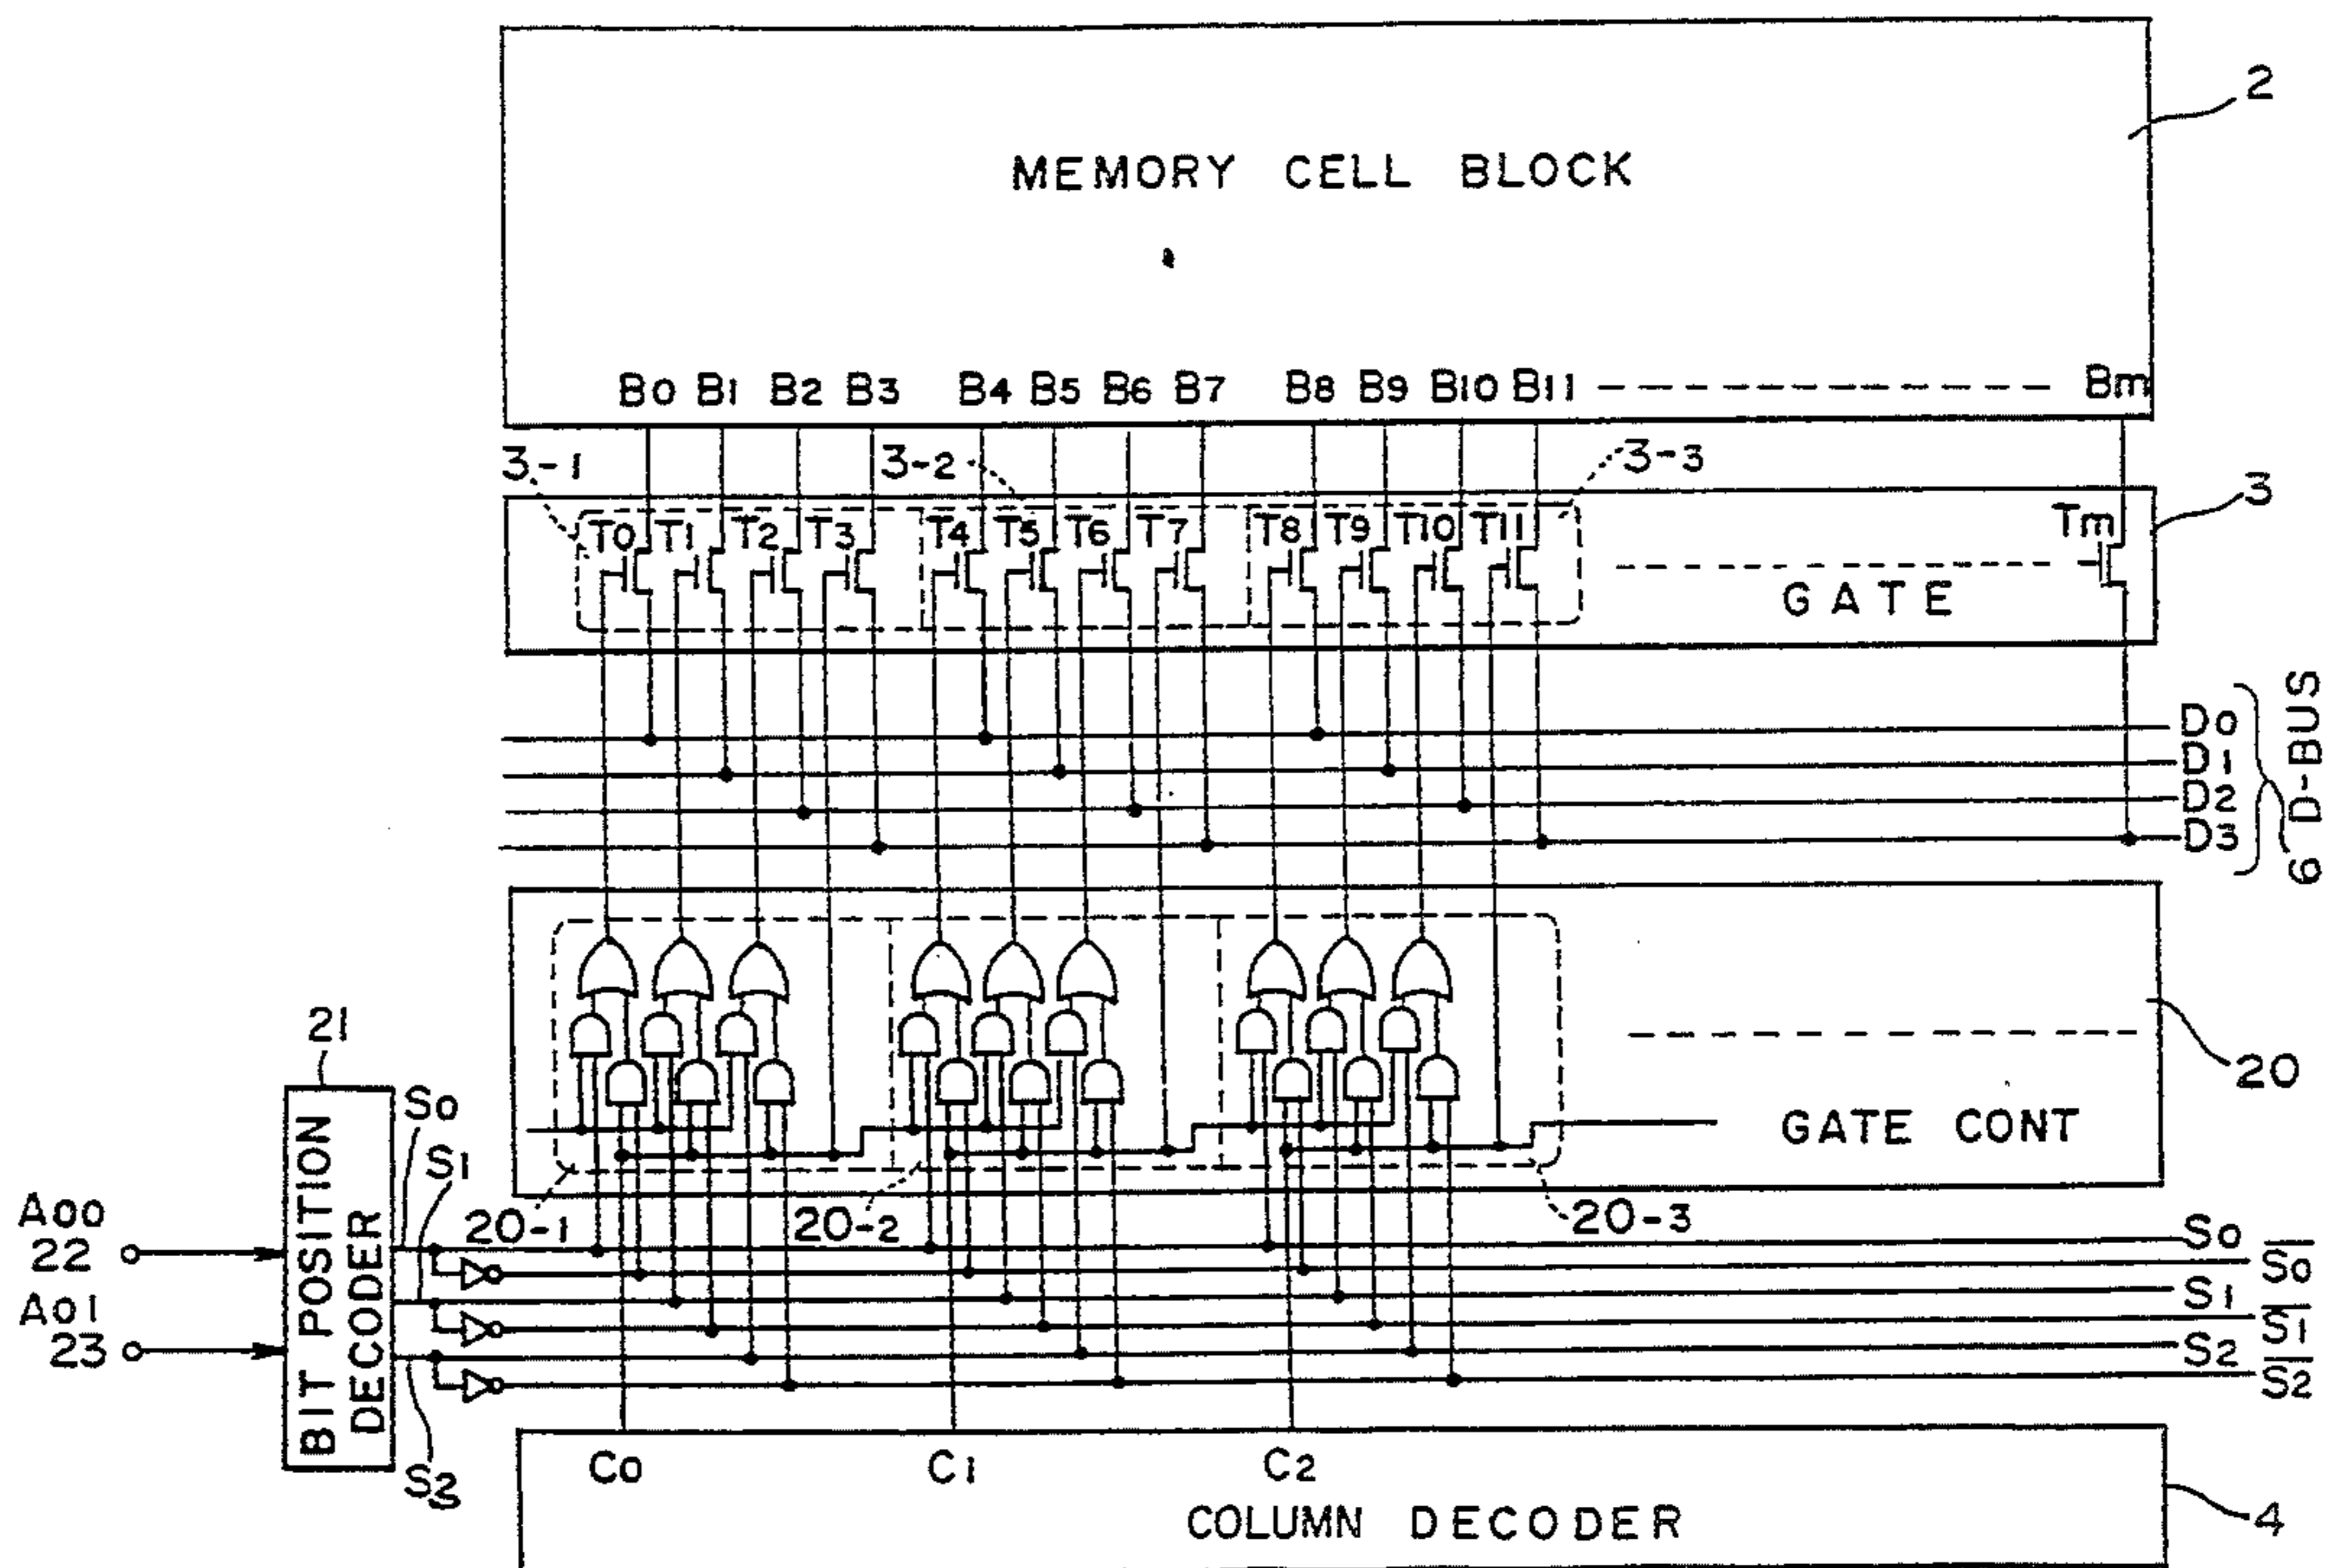 2
MEMORY CELL BLOCK
B0 B1 B2 B3 B4 B5 B6 B7 B8 B9 B10 B11 Bm
3-1 3-2 3-3
3
T0 T1 T2 T3 T4 T5 T6 T7 T8 T9 T10 T11 Tm
GATE
D0
D1
D2
D3
6 D-BUS
20
GATE CONT
21
BIT POSITION DECODER
S0
S1
S2
A00
22
A01
23
20-1 20-2 20-3
S0
S̅0̅
S1
S̅1̅
S2
S̅2̅
C0 C1 C2
COLUMN DECODER
4